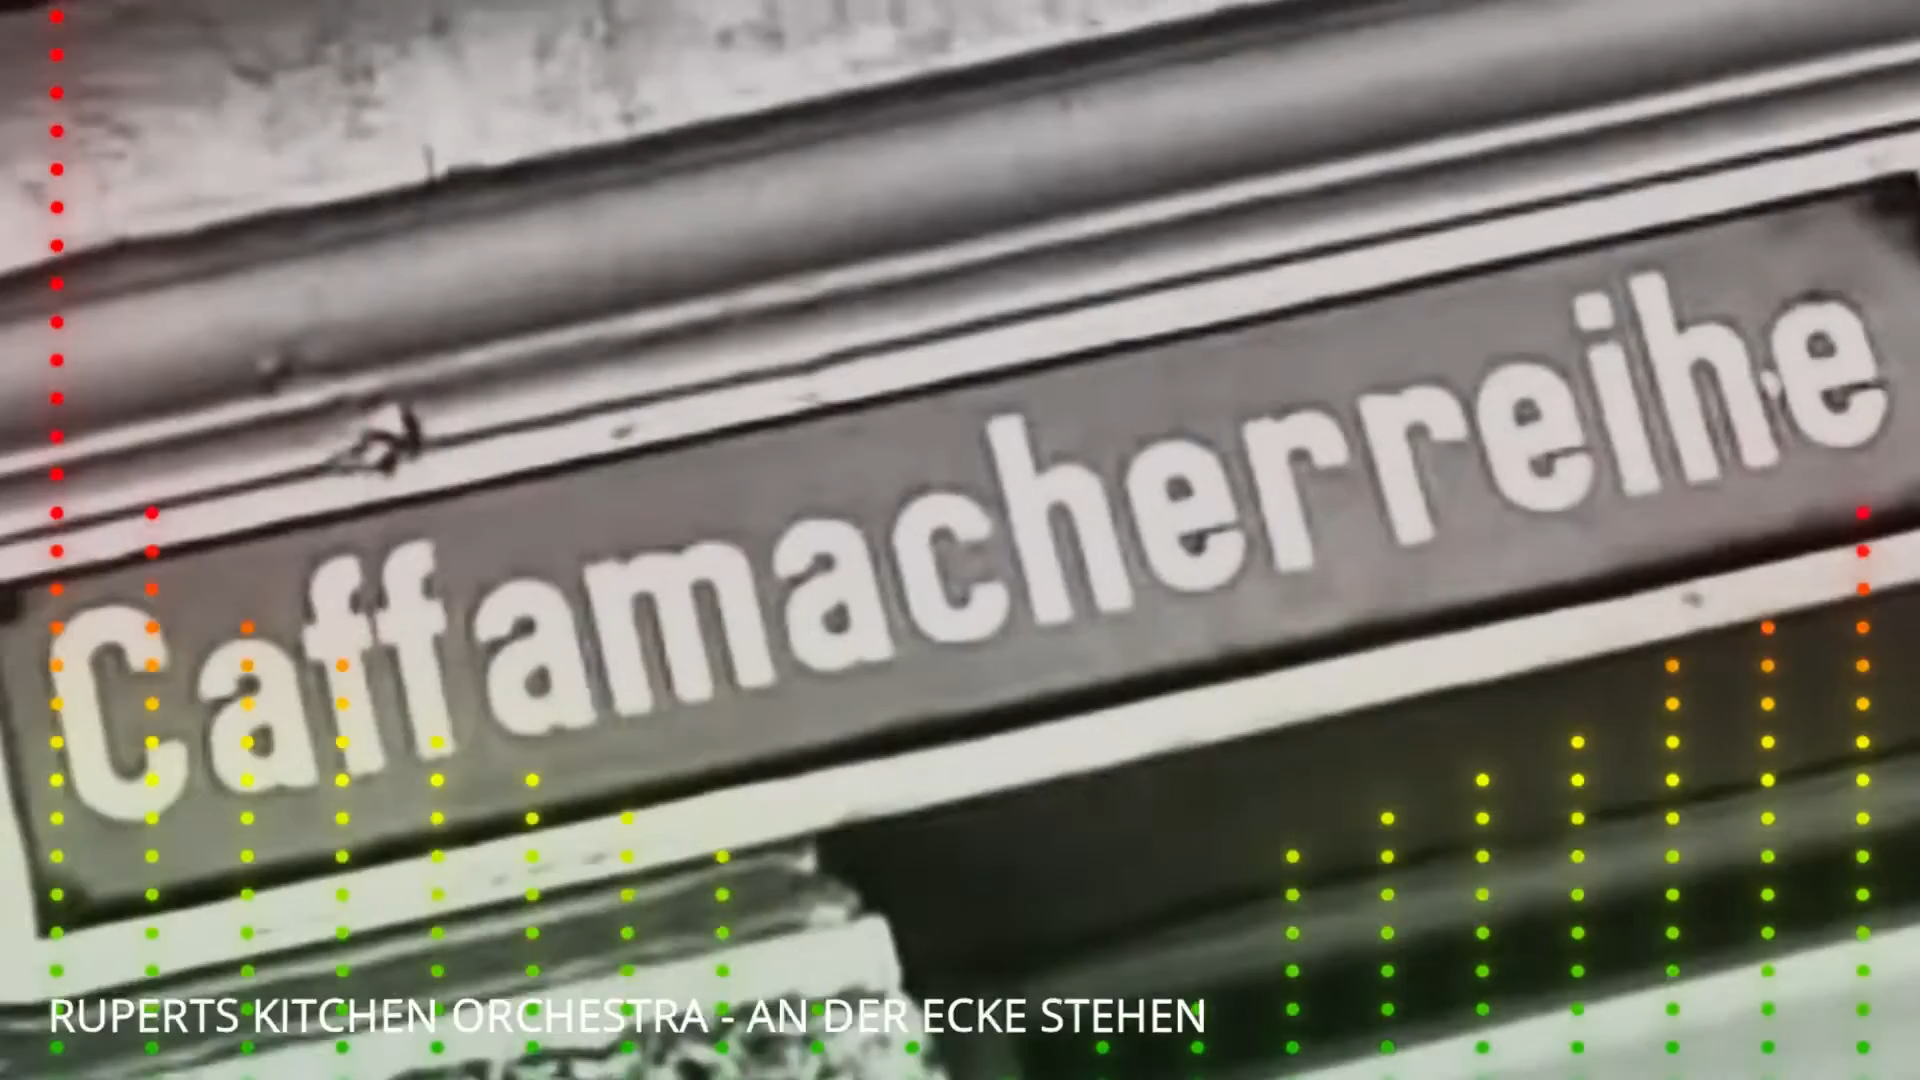 Caffamacherreihe
RUPERTS KITCHEN ORCHESTRA - AN DER ECKE STEHEN